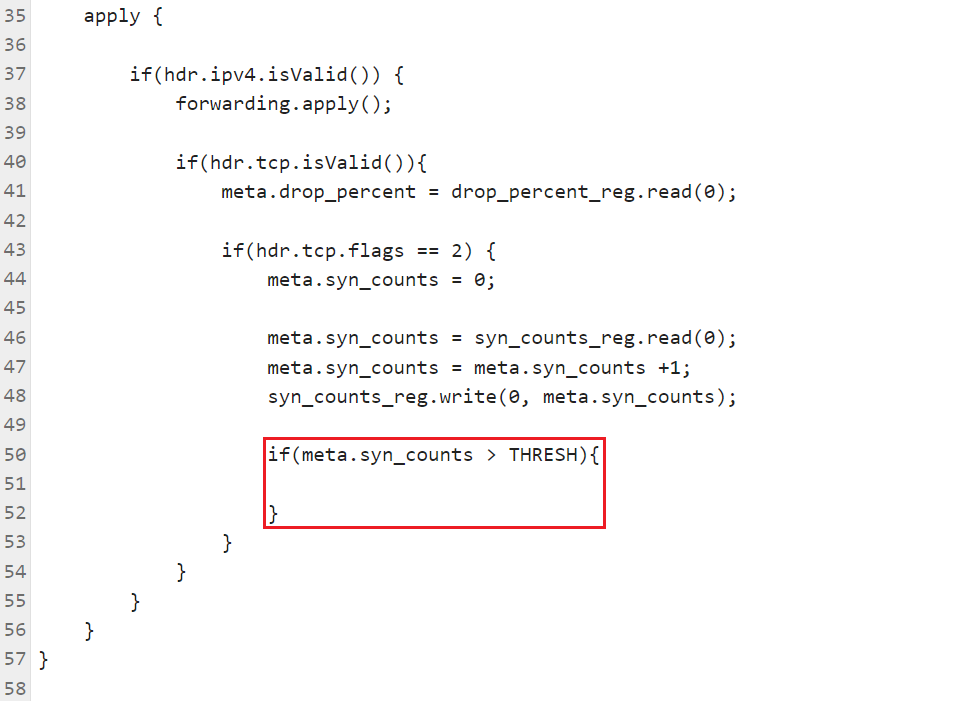 35 apply {
36
37 if(hdr.ipv4.isValid()) {
38 forwarding.apply();
39
40 if(hdr.tcp.isValid()){
41 meta.drop_percent = drop_percent_reg.read(0);
42
43 if(hdr.tcp.flags == 2) {
44 meta.syn_counts = 0;
45
46 meta.syn_counts = syn_counts_reg.read(0);
47 meta.syn_counts = meta.syn_counts +1;
48 syn_counts_reg.write(0, meta.syn_counts);
49
50 if(meta.syn_counts > THRESH){
51
52 }
53 }
54 }
55 }
56 }
57 }
58